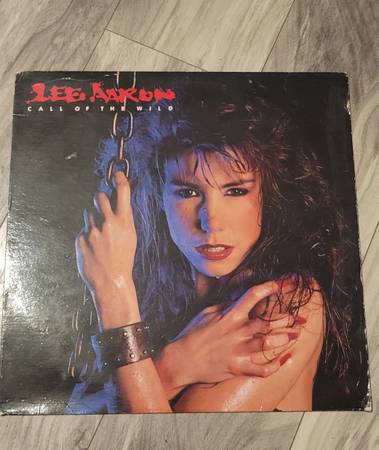 LEE AARON
CALL OF THE WILD